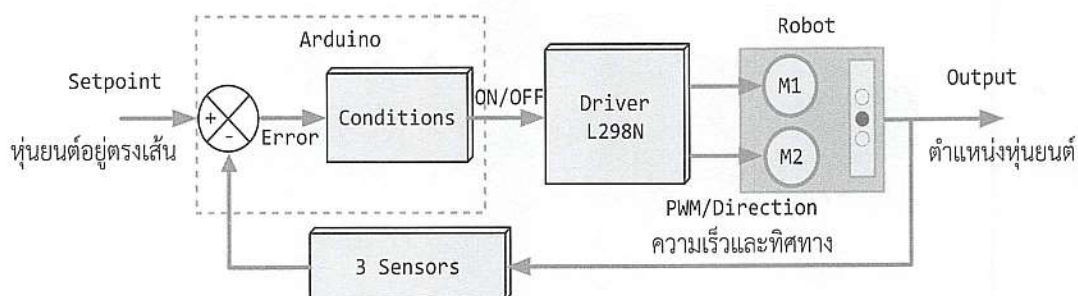 Arduino
Robot
Setpoint
Output
+
-
Error
Conditions
ON/OFF
Driver
L298N
M1
M2
หุ่นยนต์อยู่ตรงเส้น
ตำแหน่งหุ่นยนต์
PWM/Direction
ความเร็วและทิศทาง
3 Sensors